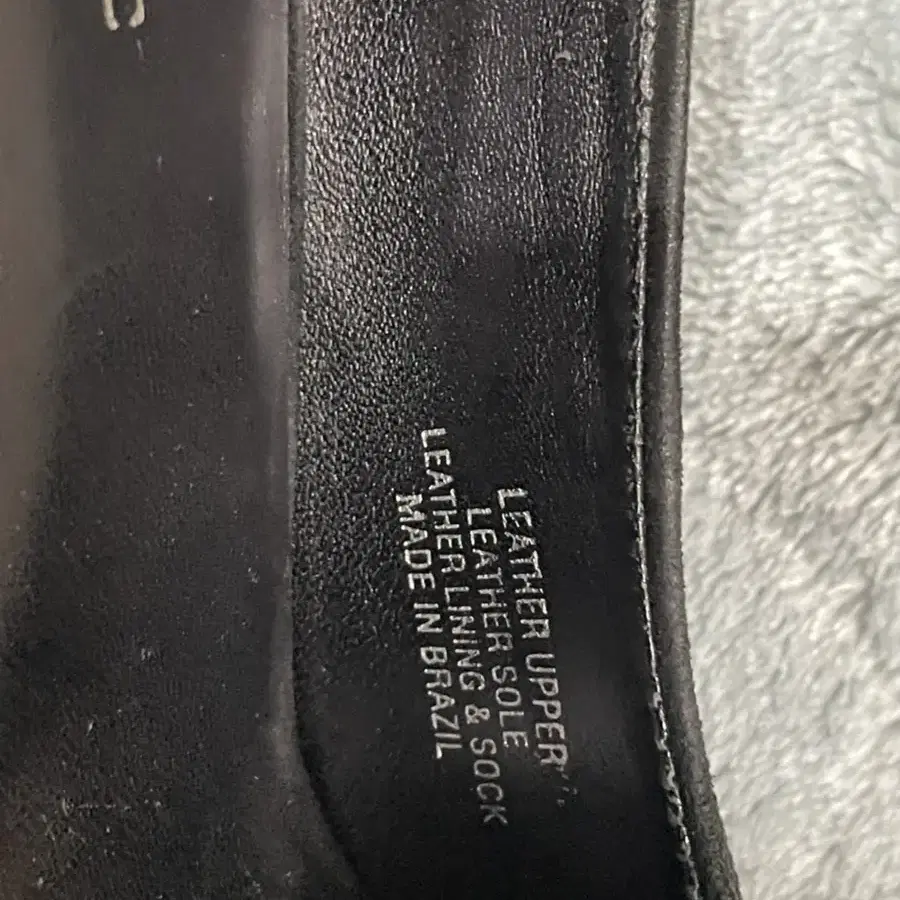 C
LEATHER UPPER
LEATHER SOLE
LEATHER LINING & SOCK
MADE IN BRAZIL